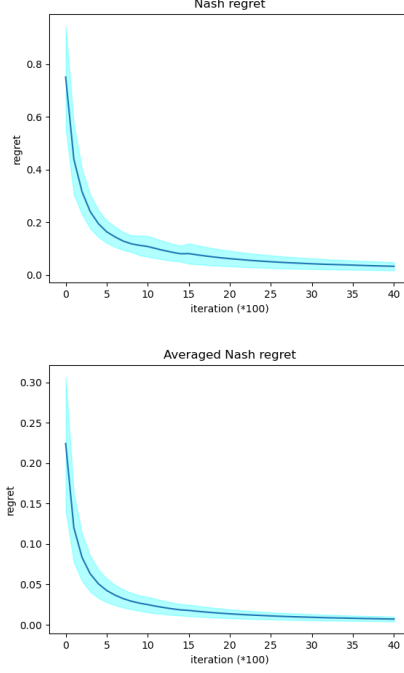 Nash regret
0.8
0.6
0.4
0.2
0.0
regret
0 5 10 15 20 25 30 35 40
iteration (*100)
Averaged Nash regret
0.30
0.25
0.20
0.15
0.10
0.05
0.00
regret
0 5 10 15 20 25 30 35 40
iteration (*100)